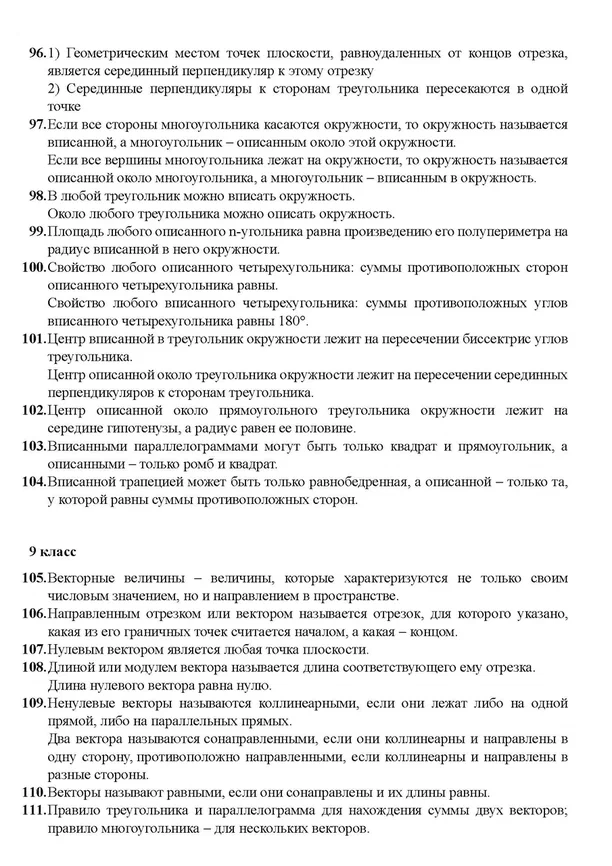 96. 1) Геометрическим местом точек плоскости, равноудаленных от концов отрезка,
является серединный перпендикуляр к этому отрезку
2) Серединные перпендикуляры к сторонам треугольника пересекаются в одной
точке
97. Если все стороны многоугольника касаются окружности, то окружность называется
вписанной, а многоугольник – описанным около этой окружности.
Если все вершины многоугольника лежат на окружности, то окружность называется
описанной около многоугольника, а многоугольник – вписанным в окружность.
98. В любой треугольник можно вписать окружность.
Около любого треугольника можно описать окружность.
99. Площадь любого описанного n-угольника равна произведению его полупериметра на
радиус вписанной в него окружности.
100. Свойство любого описанного четырехугольника: суммы противоположных сторон
описанного четырехугольника равны.
Свойство любого вписанного четырехугольника: суммы противоположных углов
вписанного четырехугольника равны 180°.
101. Центр вписанной в треугольник окружности лежит на пересечении биссектрис углов
треугольника.
Центр описанной около треугольника окружности лежит на пересечении серединных
перпендикуляров к сторонам треугольника.
102. Центр описанной около прямоугольного треугольника окружности лежит на
середине гипотенузы, а радиус равен ее половине.
103. Вписанными параллелограммами могут быть только квадрат и прямоугольник, а
описанными – только ромб и квадрат.
104. Вписанной трапецией может быть только равнобедренная, а описанной – только та,
у которой равны суммы противоположных сторон.
9 класс
105. Векторные величины – величины, которые характеризуются не только своим
числовым значением, но и направлением в пространстве.
106. Направленным отрезком или вектором называется отрезок, для которого указано,
какая из его граничных точек считается началом, а какая – концом.
107. Нулевым вектором является любая точка плоскости.
108. Длиной или модулем вектора называется длина соответствующего ему отрезка.
Длина нулевого вектора равна нулю.
109. Ненулевые векторы называются коллинеарными, если они лежат либо на одной
прямой, либо на параллельных прямых.
Два вектора называются сонаправленными, если они коллинеарны и направлены в
одну сторону, противоположно направленными, если коллинеарны и направлены в
разные стороны.
110. Векторы называют равными, если они сонаправлены и их длины равны.
111. Правило треугольника и параллелограмма для нахождения суммы двух векторов;
правило многоугольника – для нескольких векторов.